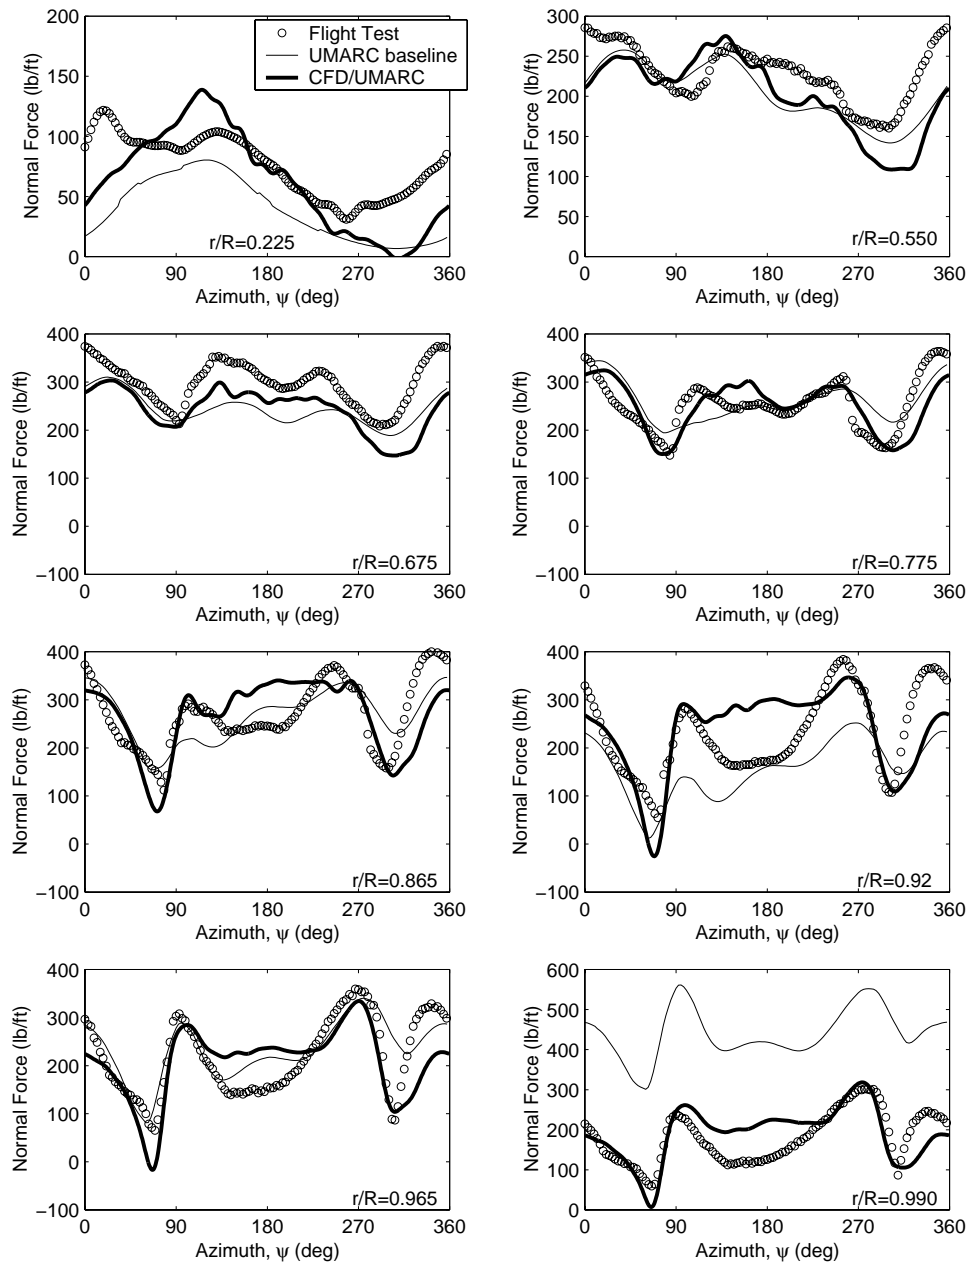 Flight Test
UMARC baseline
CFD/UMARC
200
150
100
50
0
Normal Force (lb/ft)
r/R=0.225
0 90 180 270 360
Azimuth, ψ (deg)
300
250
200
150
100
50
0
Normal Force (lb/ft)
r/R=0.550
0 90 180 270 360
Azimuth, ψ (deg)
400
300
200
100
0
−100
Normal Force (lb/ft)
r/R=0.675
0 90 180 270 360
Azimuth, ψ (deg)
400
300
200
100
0
−100
Normal Force (lb/ft)
r/R=0.775
0 90 180 270 360
Azimuth, ψ (deg)
400
300
200
100
0
−100
Normal Force (lb/ft)
r/R=0.865
0 90 180 270 360
Azimuth, ψ (deg)
400
300
200
100
0
−100
Normal Force (lb/ft)
r/R=0.92
0 90 180 270 360
Azimuth, ψ (deg)
400
300
200
100
0
−100
Normal Force (lb/ft)
r/R=0.965
0 90 180 270 360
Azimuth, ψ (deg)
600
500
400
300
200
100
0
Normal Force (lb/ft)
r/R=0.990
0 90 180 270 360
Azimuth, ψ (deg)